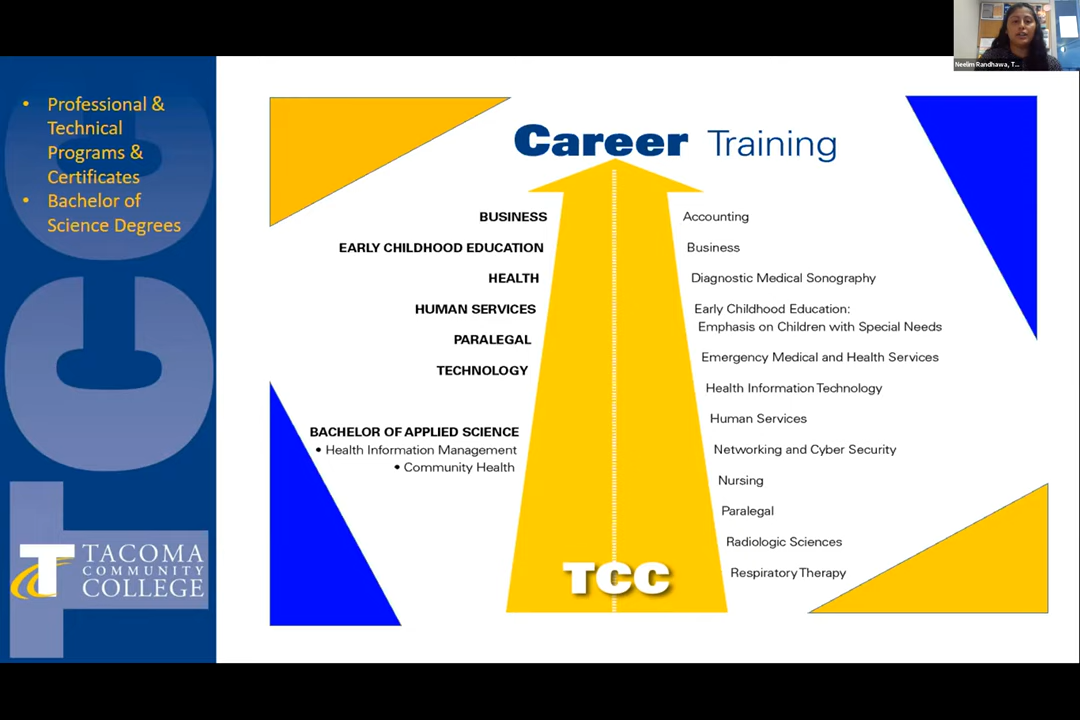 Neelim Randhawa, T...
• Professional &
Technical
Programs &
Certificates
• Bachelor of
Science Degrees
TCC
TACOMA
COMMUNITY
COLLEGE
Career Training
BUSINESS
EARLY CHILDHOOD EDUCATION
HEALTH
HUMAN SERVICES
PARALEGAL
TECHNOLOGY
BACHELOR OF APPLIED SCIENCE
• Health Information Management
• Community Health
Accounting
Business
Diagnostic Medical Sonography
Early Childhood Education:
Emphasis on Children with Special Needs
Emergency Medical and Health Services
Health Information Technology
Human Services
Networking and Cyber Security
Nursing
Paralegal
Radiologic Sciences
Respiratory Therapy
TCC